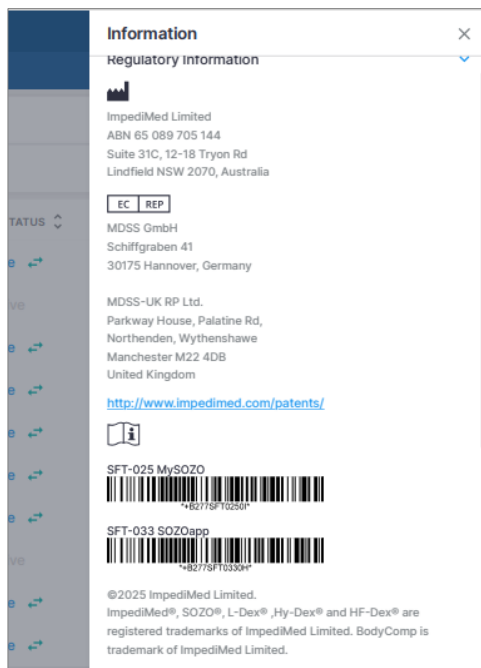 Information
Regulatory Information
ImpediMed Limited
ABN 65 089 705 144
Suite 31C, 12-18 Tryon Rd
Lindfield NSW 2070, Australia
EC REP
MDSS GmbH
Schiffgraben 41
30175 Hannover, Germany
MDSS-UK RP Ltd.
Parkway House, Palatine Rd,
Northenden, Wythenshawe
Manchester M22 4DB
United Kingdom
http://www.impedimed.com/patents/
i
SFT-025 MySOZO
*+B277SFT0250I*
SFT-033 SOZOapp
*+B277SFT0330H*
©2025 ImpediMed Limited.
ImpediMed®, SOZO®, L-Dex® ,Hy-Dex® and HF-Dex® are
registered trademarks of ImpediMed Limited. BodyComp is
trademark of ImpediMed Limited.
TATUS
e
ve
e
e
e
e
ve
e
e